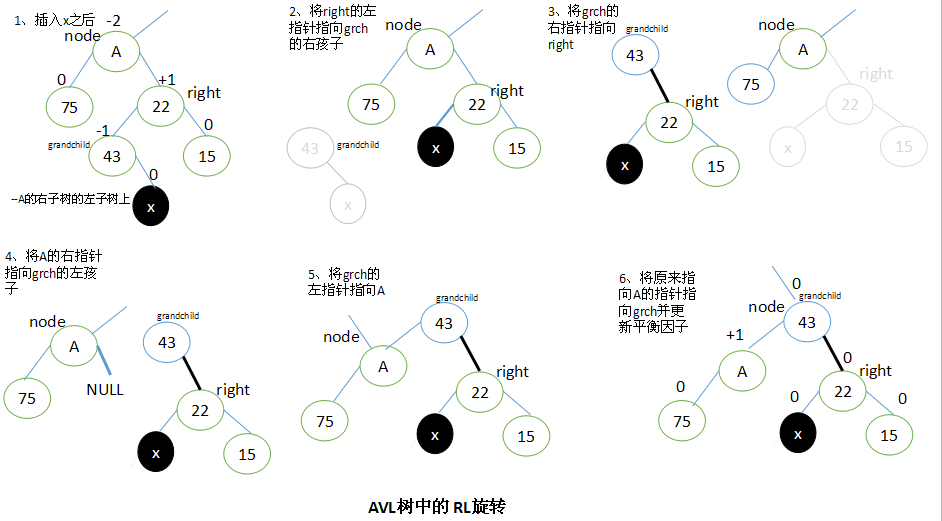 1、插入x之后
-2
node
A
0
+1
75
22
right
-1
0
grandchild
43
15
0
--A的右子树的左子树上
x
2、将right的左
指针指向grch
的右孩子
node
A
75
22
right
43
grandchild
x
15
x
3、将grch的
右指针指向
right
grandchild
43
right
22
x
15
node
A
75
right
22
x
15
4、将A的右指针
指向grch的左孩
子
node
A
75
NULL
grandchild
43
right
22
x
15
5、将grch的
左指针指向A
grandchild
43
node
A
75
right
22
x
15
6、将原来指
向A的指针指
向grch并更
新平衡因子
0
grandchild
node
43
+1
A
0
75
0
right
22
0
0
x
15
AVL树中的 RL旋转